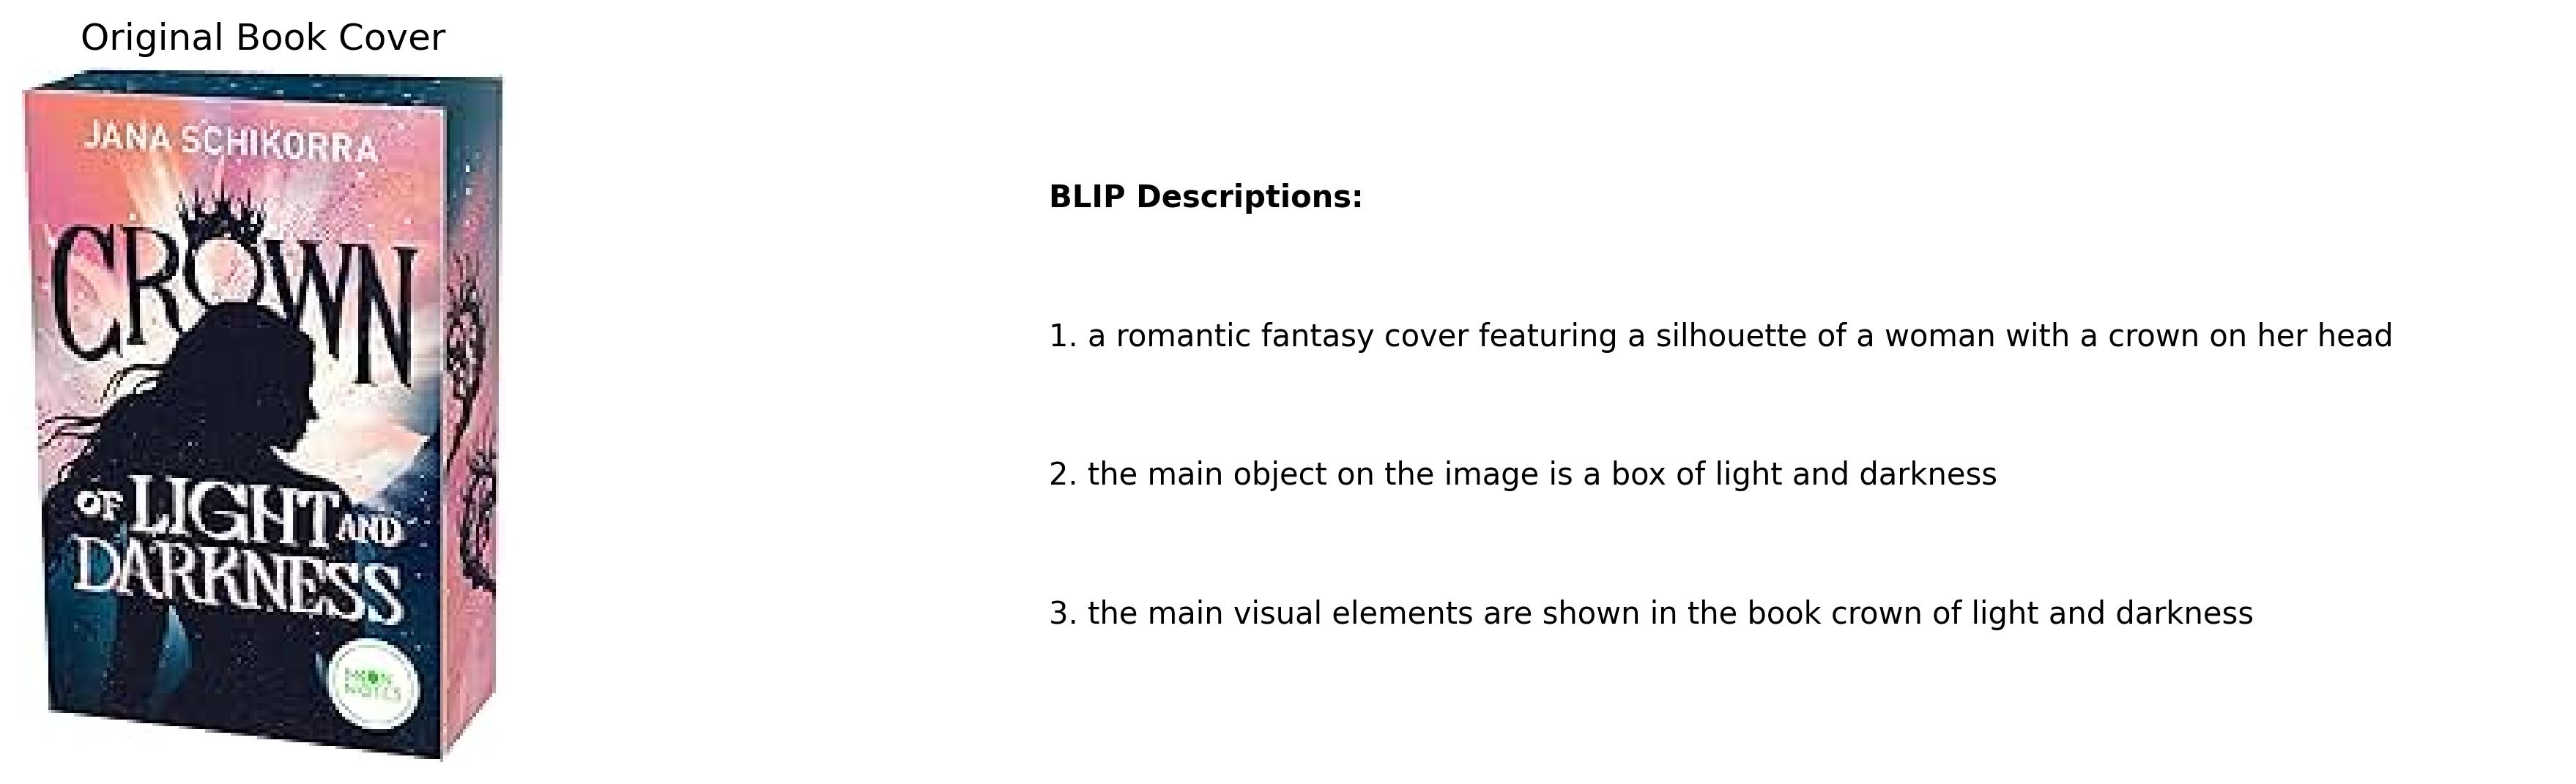 Original Book Cover
JANA SCHIKORRA
CROWN
OF LIGHT AND
DARKNESS
MOON
NOTES
BLIP Descriptions:
1. a romantic fantasy cover featuring a silhouette of a woman with a crown on her head
2. the main object on the image is a box of light and darkness
3. the main visual elements are shown in the book crown of light and darkness